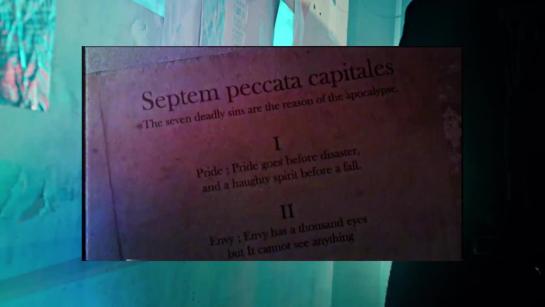 Septem peccata capitales
The seven deadly sins are the reason of the apocalypse.
I
Pride ; Pride goes before disaster,
and a haughty spirit before a fall.
II
Envy ; Envy has a thousand eyes
but It cannot see anything